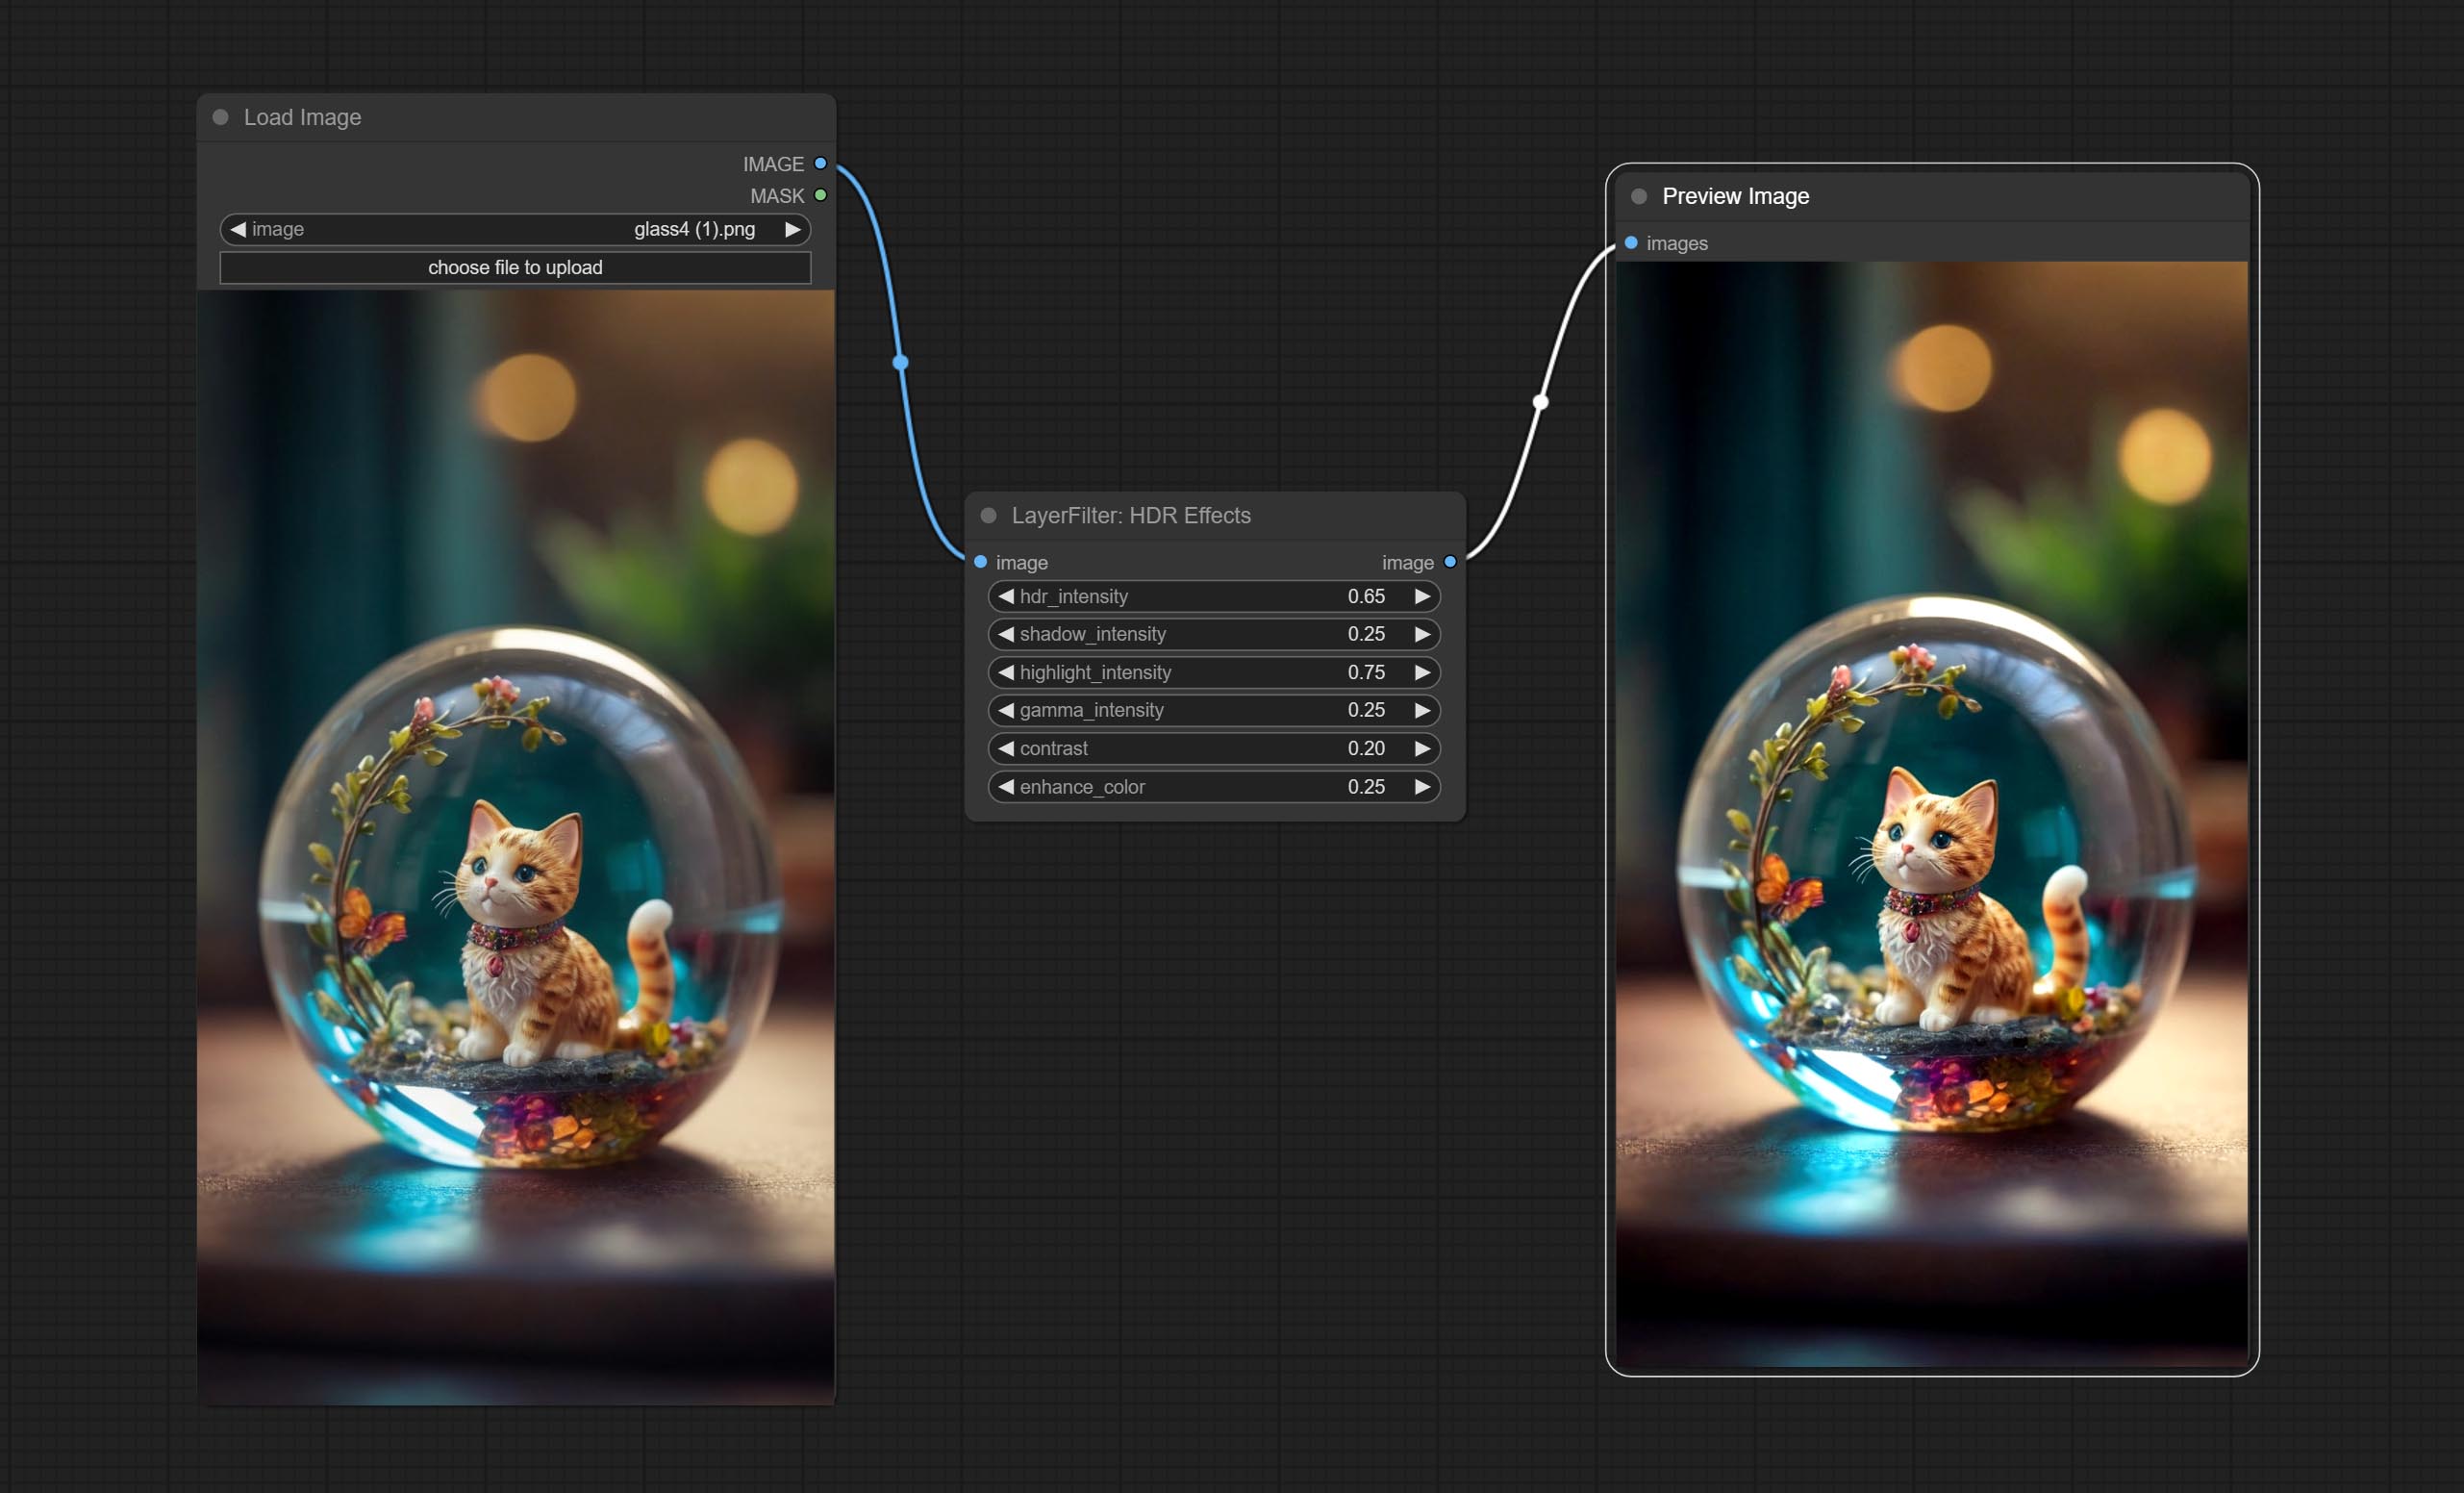 Load Image
IMAGE
MASK
image glass4 (1).png
choose file to upload
LayerFilter: HDR Effects
image image
hdr_intensity 0.65
shadow_intensity 0.25
highlight_intensity 0.75
gamma_intensity 0.25
contrast 0.20
enhance_color 0.25
Preview Image
images